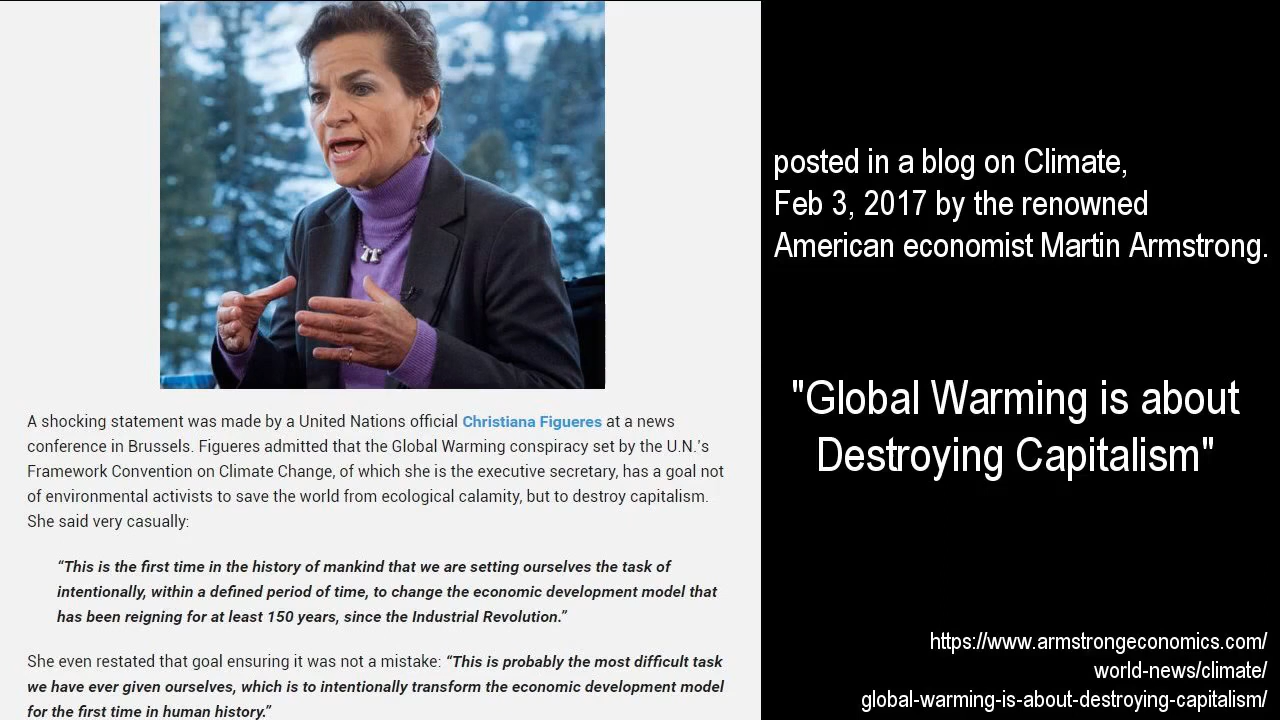 A shocking statement was made by a United Nations official Christiana Figueres at a news
conference in Brussels. Figueres admitted that the Global Warming conspiracy set by the U.N.'s
Framework Convention on Climate Change, of which she is the executive secretary, has a goal not
of environmental activists to save the world from ecological calamity, but to destroy capitalism.
She said very casually:
“This is the first time in the history of mankind that we are setting ourselves the task of
intentionally, within a defined period of time, to change the economic development model that
has been reigning for at least 150 years, since the Industrial Revolution.”
She even restated that goal ensuring it was not a mistake: “This is probably the most difficult task
we have ever given ourselves, which is to intentionally transform the economic development model
for the first time in human history.”
posted in a blog on Climate,
Feb 3, 2017 by the renowned
American economist Martin Armstrong.
"Global Warming is about
Destroying Capitalism"
https://www.armstrongeconomics.com/
world-news/climate/
global-warming-is-about-destroying-capitalism/